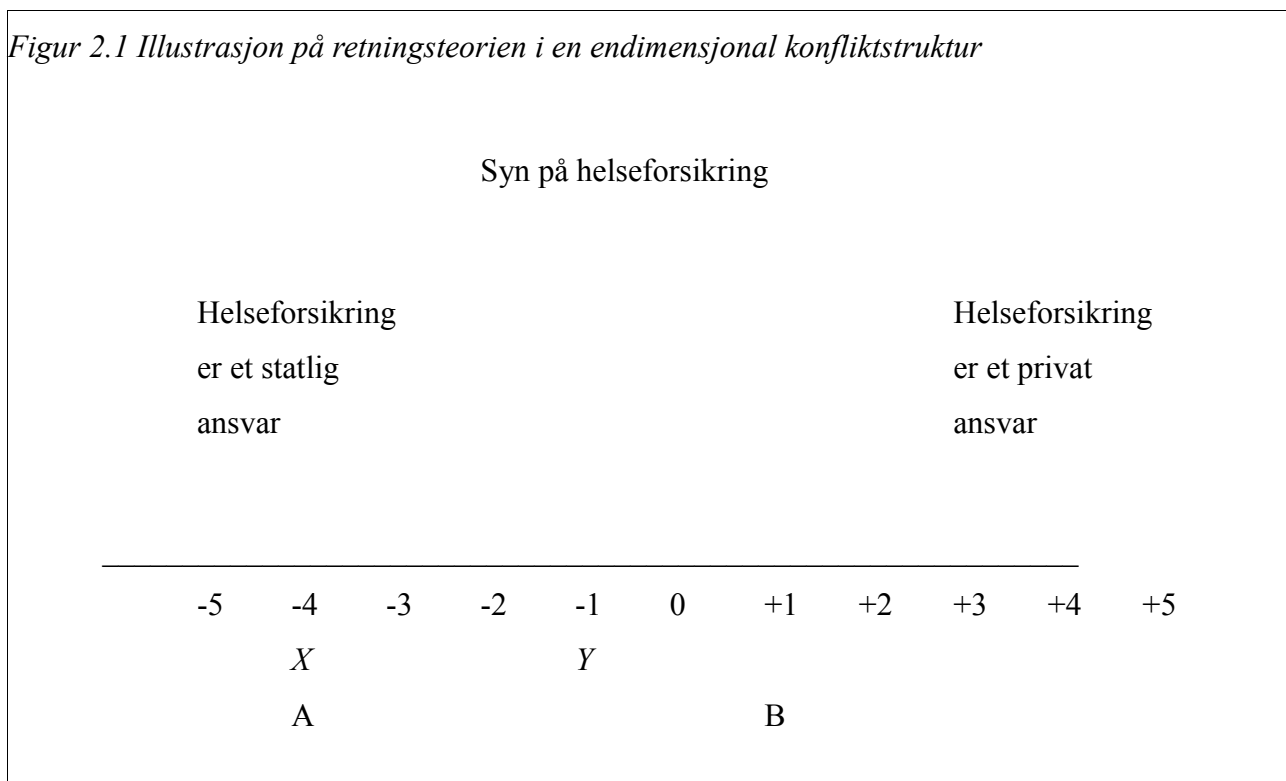 Figur 2.1 Illustrasjon på retningsteorien i en endimensjonal konfliktstruktur
Syn på helseforsikring
Helseforsikring Helseforsikring
er et statlig er et privat
ansvar ansvar
-5 -4 -3 -2 -1 0 +1 +2 +3 +4 +5
X Y
A B